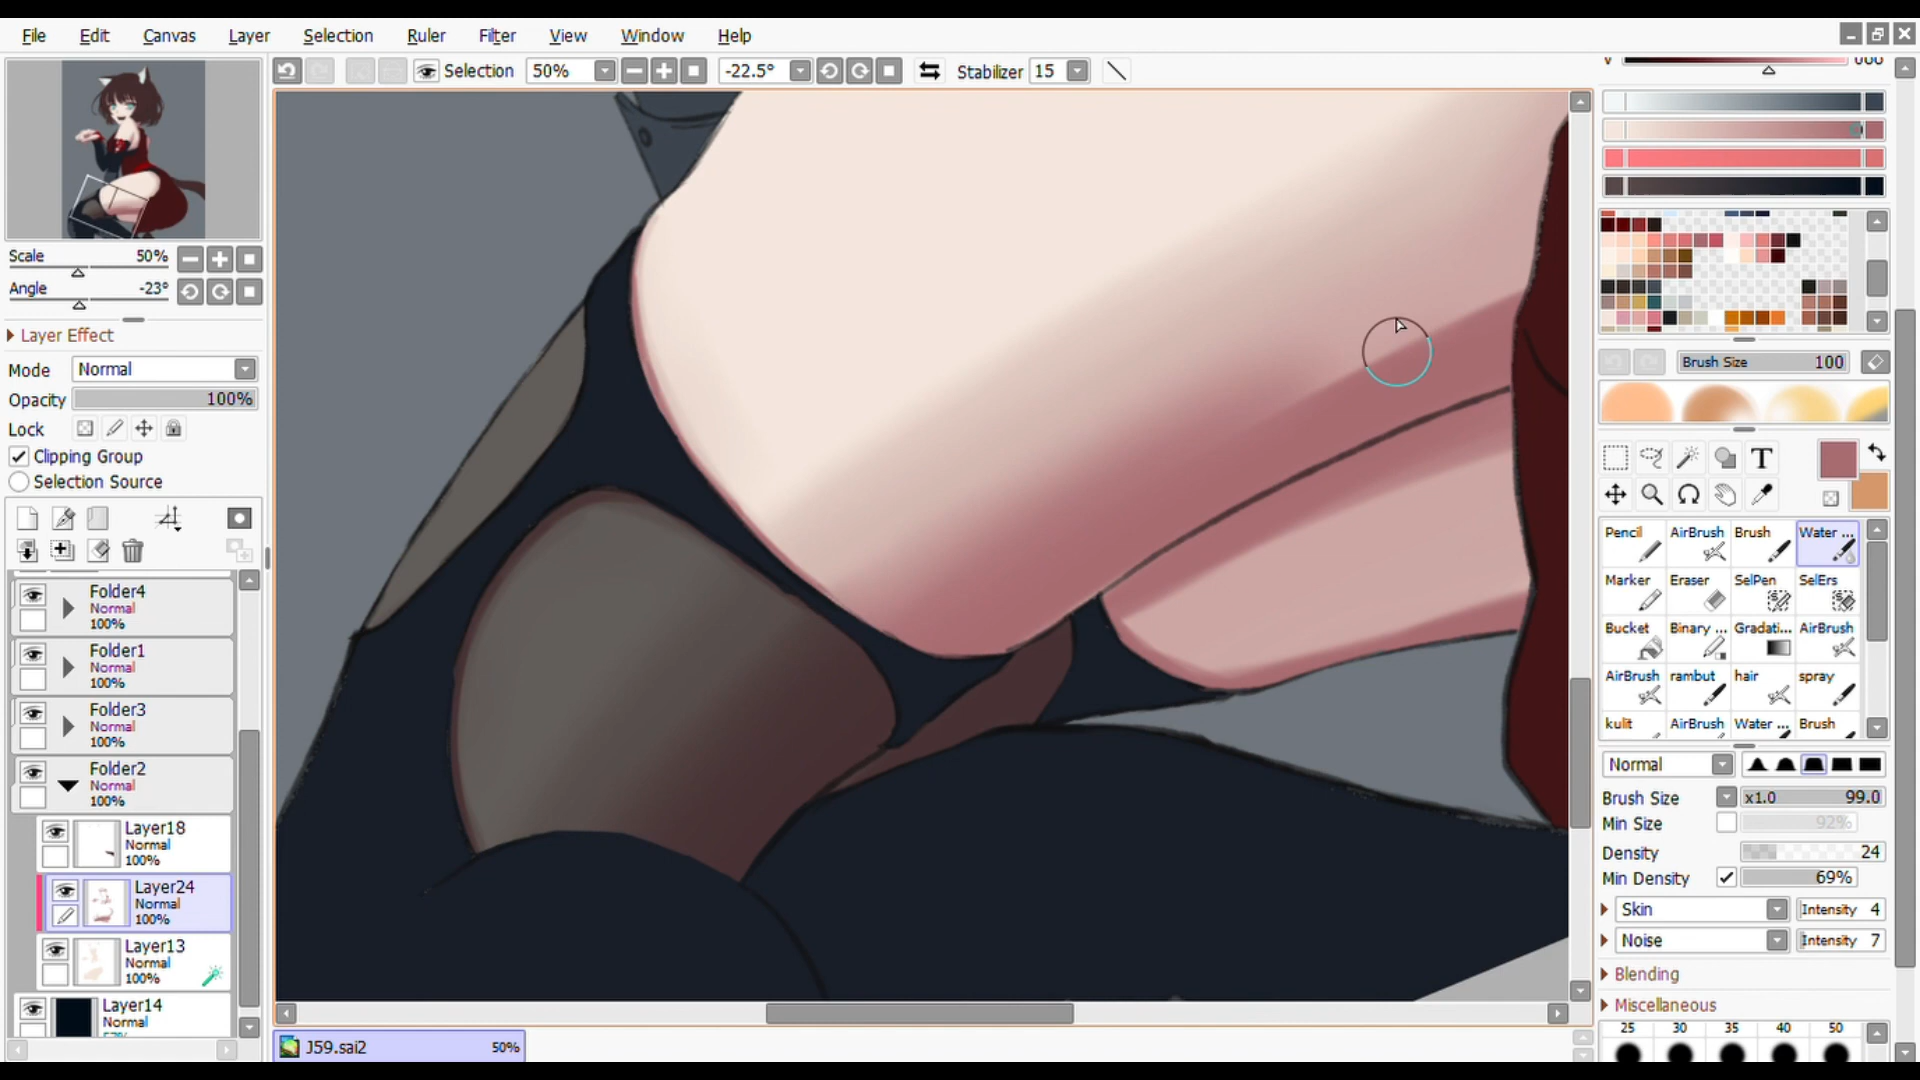 File Edit Canvas Layer Selection Ruler Filter View Window Help
Selection 50% -22.5° Stabilizer 15
Scale 50%
Angle -23°
Layer Effect
Mode Normal
Opacity 100%
Lock
Clipping Group
Selection Source
Folder4
Normal
100%
Folder1
Normal
100%
Folder3
Normal
100%
Folder2
Normal
100%
Layer18
Normal
100%
Layer24
Normal
100%
Layer13
Normal
100%
Layer14
Normal
J59.sai2 50%
Brush Size 100
T
Pencil AirBrush Brush Water ...
Marker Eraser SelPen SelErs
Bucket Binary ... Gradati... AirBrush
AirBrush rambut hair spray
kulit AirBrush Water ... Brush
Normal
Brush Size x1.0 99.0
Min Size 92%
Density 24
Min Density 69%
Skin Intensity 4
Noise Intensity 7
Blending
Miscellaneous
25 30 35 40 50